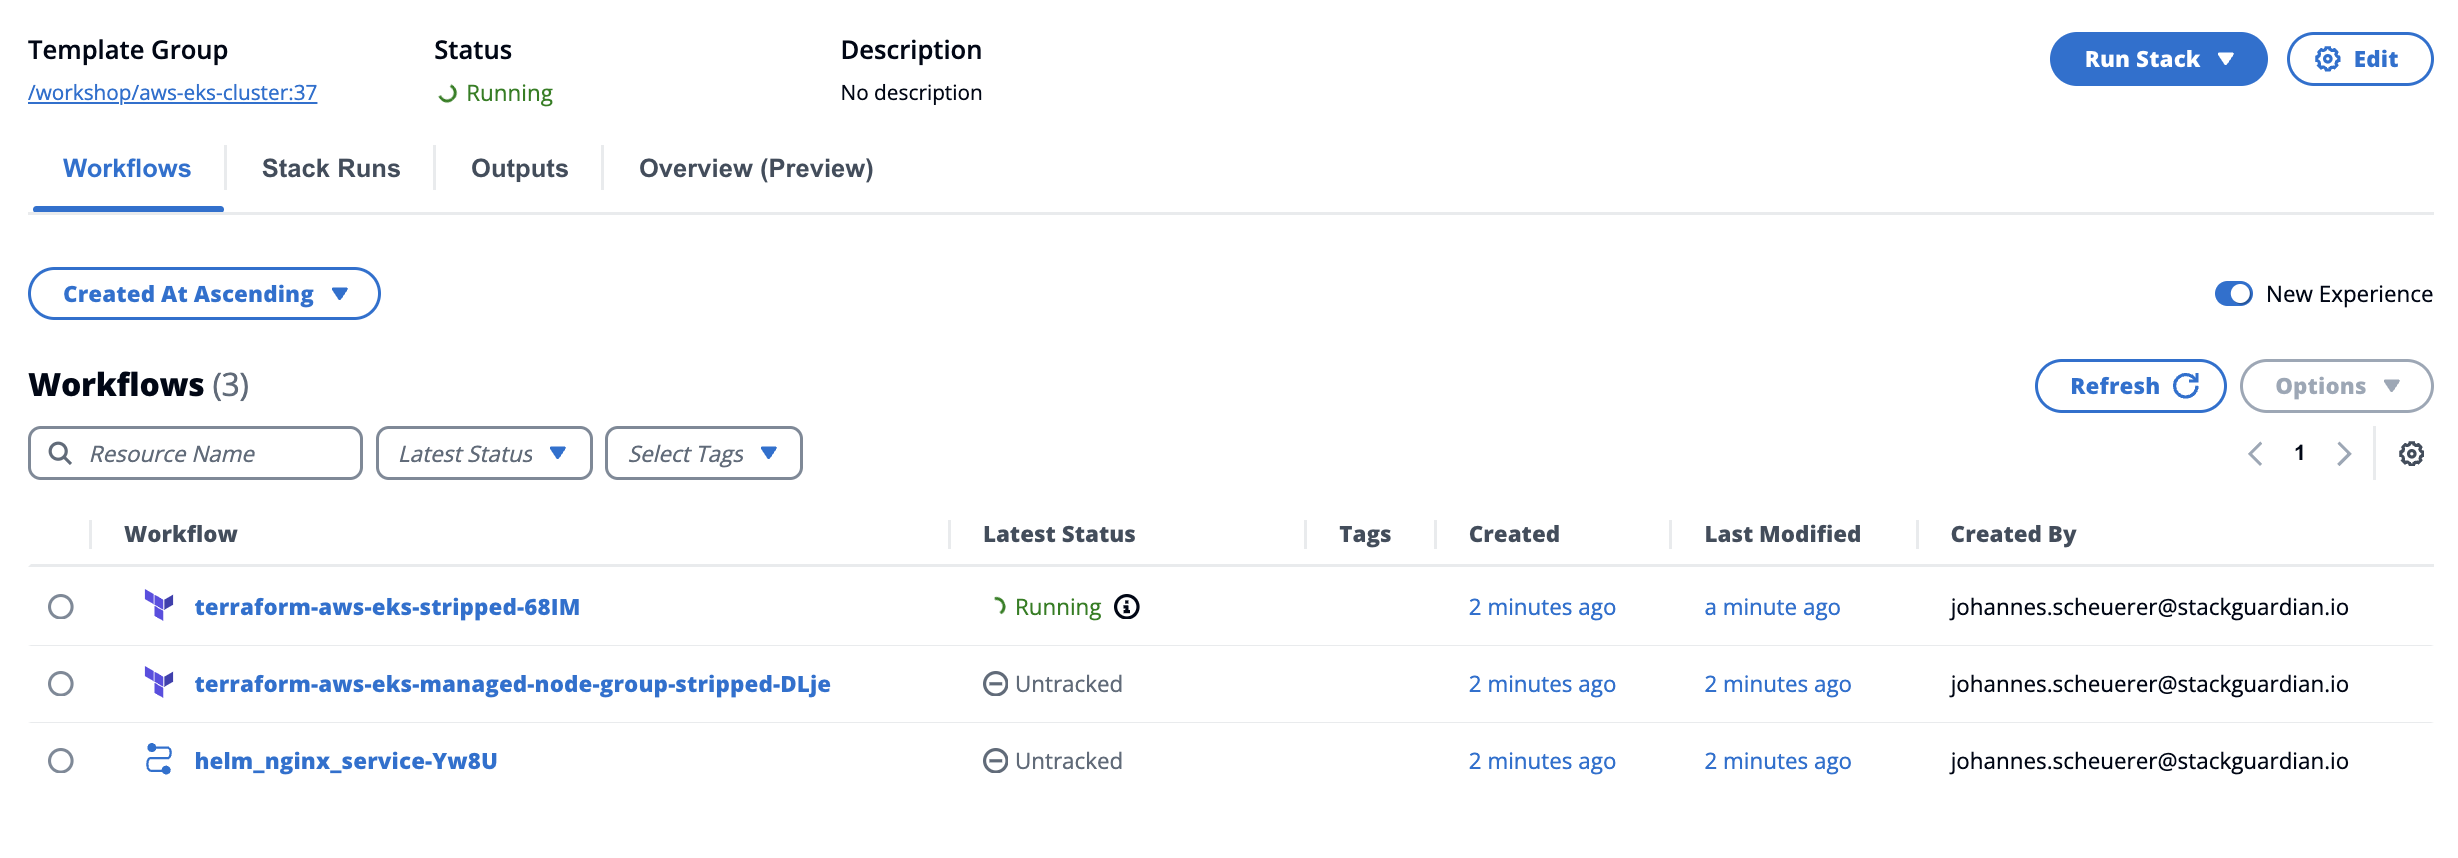 Template Group
Status
Description
Run Stack
Edit
/workshop/aws-eks-cluster:37
Running
No description
Workflows
Stack Runs
Outputs
Overview (Preview)
Created At Ascending
New Experience
Workflows (3)
Refresh
Options
Resource Name
Latest Status
Select Tags
1
Workflow
Latest Status
Tags
Created
Last Modified
Created By
terraform-aws-eks-stripped-68IM
Running
2 minutes ago
a minute ago
johannes.scheuerer@stackguardian.io
terraform-aws-eks-managed-node-group-stripped-DLje
Untracked
2 minutes ago
2 minutes ago
johannes.scheuerer@stackguardian.io
helm_nginx_service-Yw8U
Untracked
2 minutes ago
2 minutes ago
johannes.scheuerer@stackguardian.io